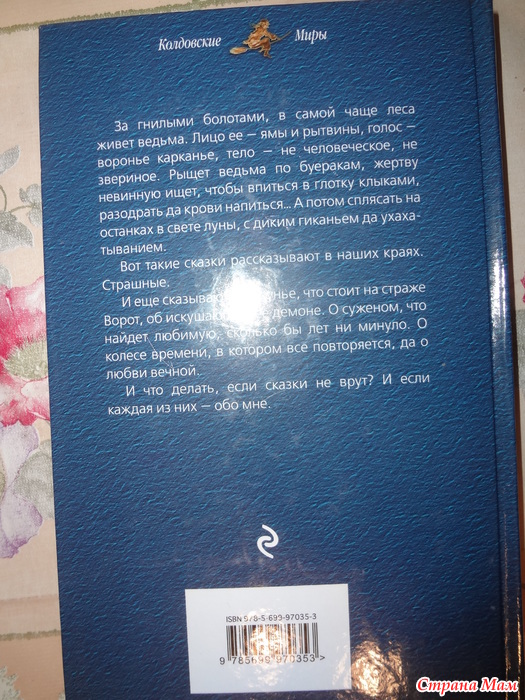 Колдовские Миры
За гнилыми болотами, в самой чаще леса
живет ведьма. Лицо ее – ямы и рытвины, голос –
воронье карканье, тело – не человеческое, не
звериное. Рыщет ведьма по буеракам, жертву
невинную ищет, чтобы впиться в глотку клыками,
разодрать да крови напиться... А потом сплясать на
останках в свете луны, с диким гиканьем да ухаха-
тыванием.
Вот такие сказки рассказывают в наших краях.
Страшные.
И еще сказыва что стоит на страже
Ворот, об демоне. О суженом, что
найдет любимую, сколько бы лет ни минуло. О
колесе времени, в котором все повторяется, да о
любви вечной.
И что делать, если сказки не врут? И если
каждая из них – обо мне.
ISBN 978-5-699-97035-3
9 785699 970353 >
Страна Мам